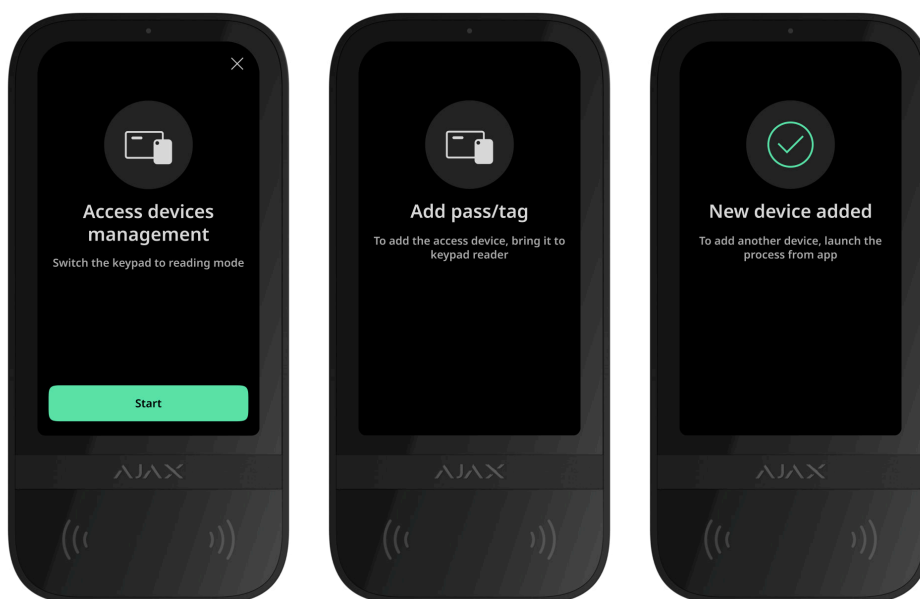 Access devices
management
Switch the keypad to reading mode
Start
AJAX
Add pass/tag
To add the access device, bring it to
keypad reader
AJAX
New device added
To add another device, launch the
process from app
AJAX